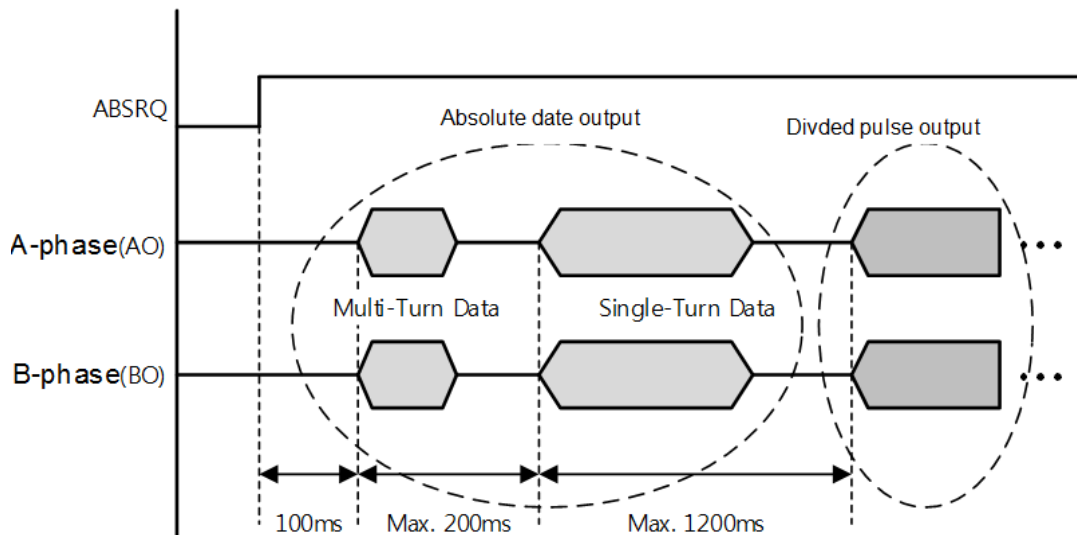 ABSRQ
Absolute date output
Divded pulse output
A-phase(AO)
Multi-Turn Data
Single-Turn Data
B-phase(BO)
100ms
Max. 200ms
Max. 1200ms